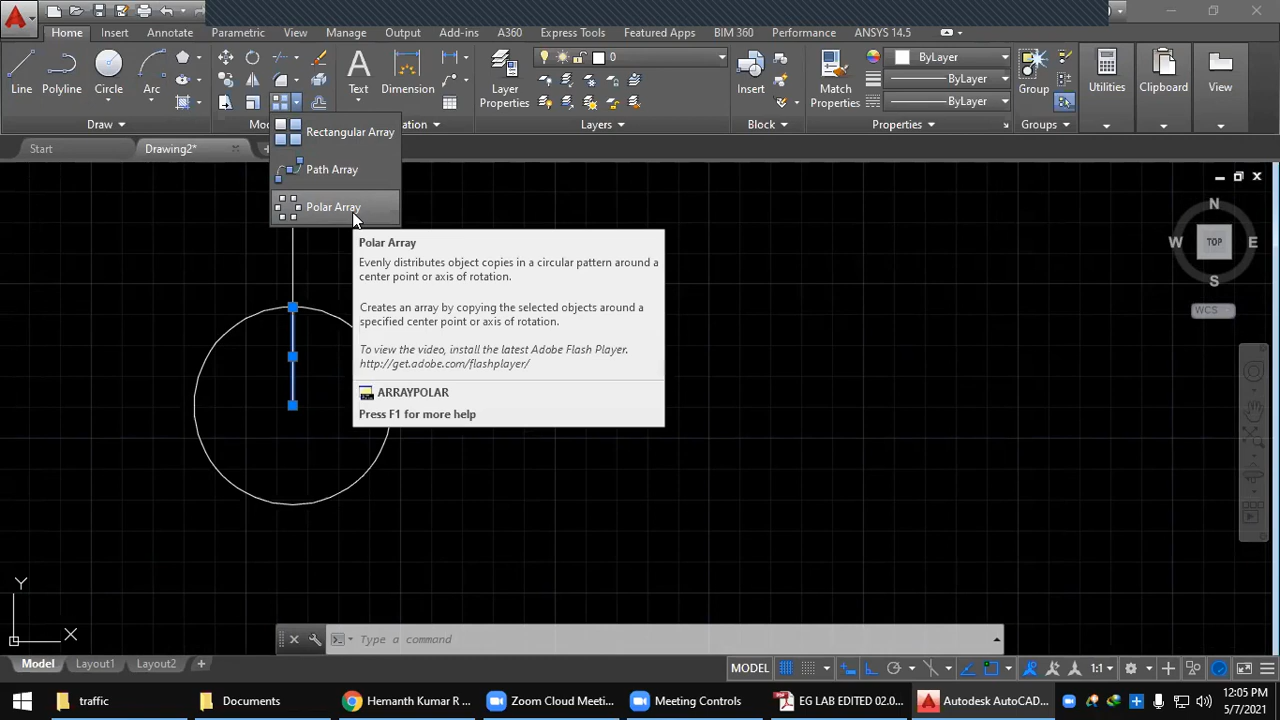 Home Insert Annotate Parametric View Manage Output Add-ins A360 Express Tools Featured Apps BIM 360 Performance ANSYS 14.5
0 ByLayer
Line Polyline Circle Arc Text Dimension Layer Properties Insert Match Properties ByLayer Group Utilities Clipboard View
ByLayer
Draw Layers Block Properties Groups
Start Drawing2*
Rectangular Array
Path Array
Polar Array
Polar Array
Evenly distributes object copies in a circular pattern around a
center point or axis of rotation.
Creates an array by copying the selected objects around a
specified center point or axis of rotation.
To view the video, install the latest Adobe Flash Player.
http://get.adobe.com/flashplayer/
ARRAYPOLAR
Press F1 for more help
N
W TOP E
S
WCS
Y
X
Type a command
Model Layout1 Layout2 MODEL 1:1
traffic Documents Hemanth Kumar R ... Zoom Cloud Meeti... Meeting Controls EG LAB EDITED 02.0... Autodesk AutoCAD...
12:05 PM
5/7/2021